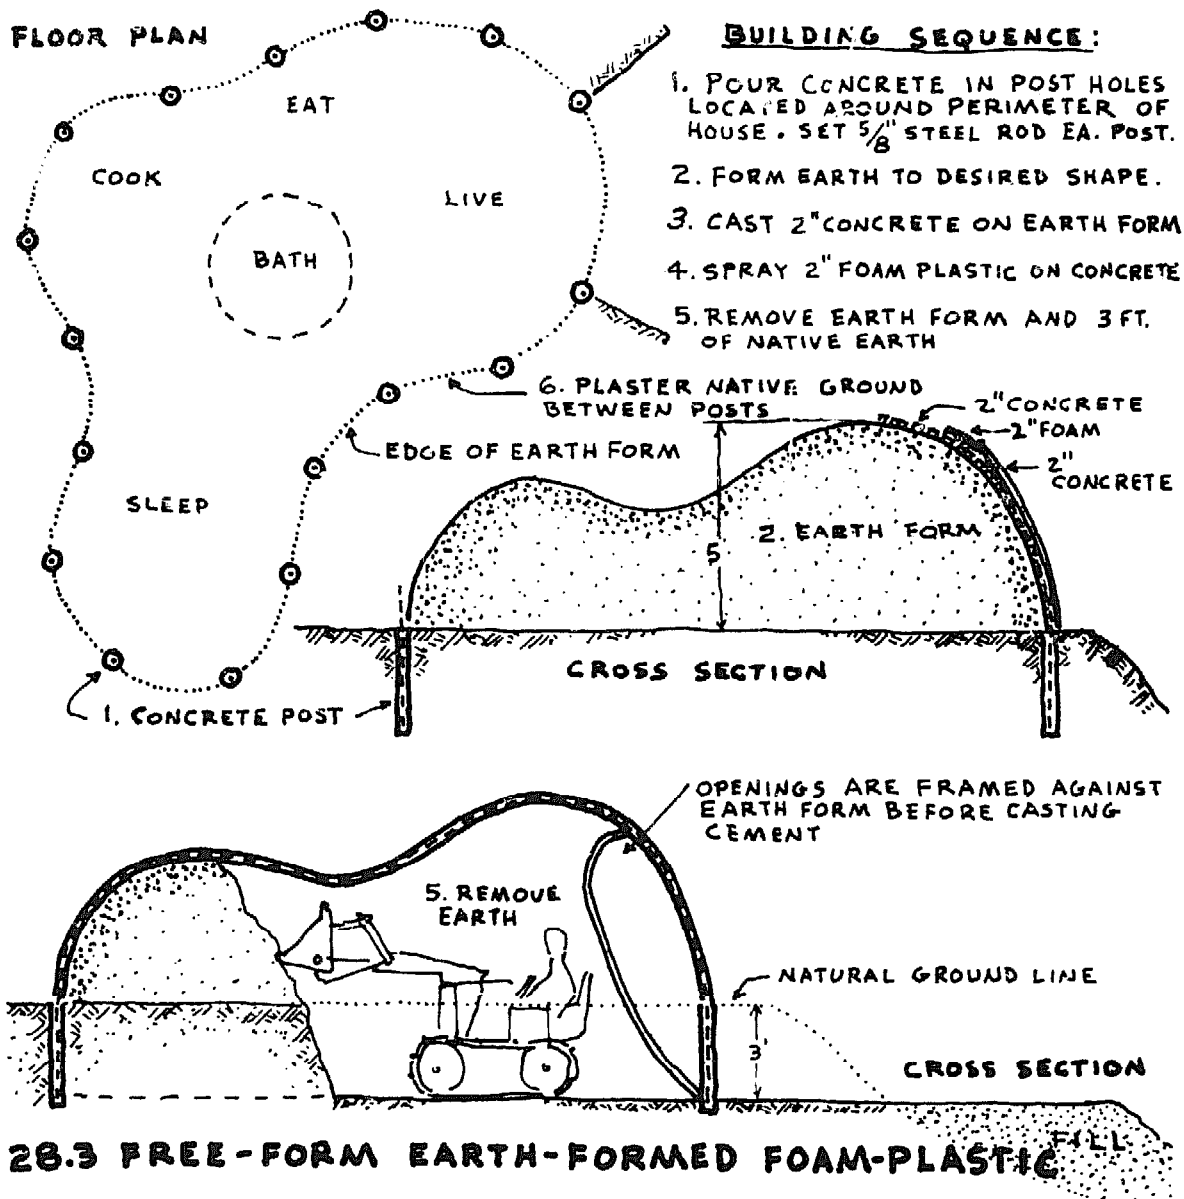 FLOOR PLAN
EAT
COOK
LIVE
BATH
SLEEP
BUILDING SEQUENCE:
1. POUR CONCRETE IN POST HOLES
LOCATED AROUND PERIMETER OF
HOUSE. SET 5/8" STEEL ROD EA. POST.
2. FORM EARTH TO DESIRED SHAPE.
3. CAST 2" CONCRETE ON EARTH FORM
4. SPRAY 2" FOAM PLASTIC ON CONCRETE
5. REMOVE EARTH FORM AND 3 FT.
OF NATIVE EARTH
6. PLASTER NATIVE GROUND
BETWEEN POSTS
EDGE OF EARTH FORM
2" CONCRETE
2" FOAM
2"
CONCRETE
2. EARTH FORM
5
CROSS SECTION
1. CONCRETE POST
OPENINGS ARE FRAMED AGAINST
EARTH FORM BEFORE CASTING
CEMENT
5. REMOVE
EARTH
NATURAL GROUND LINE
3'
CROSS SECTION
FILL
28.3 FREE-FORM EARTH-FORMED FOAM-PLASTIC